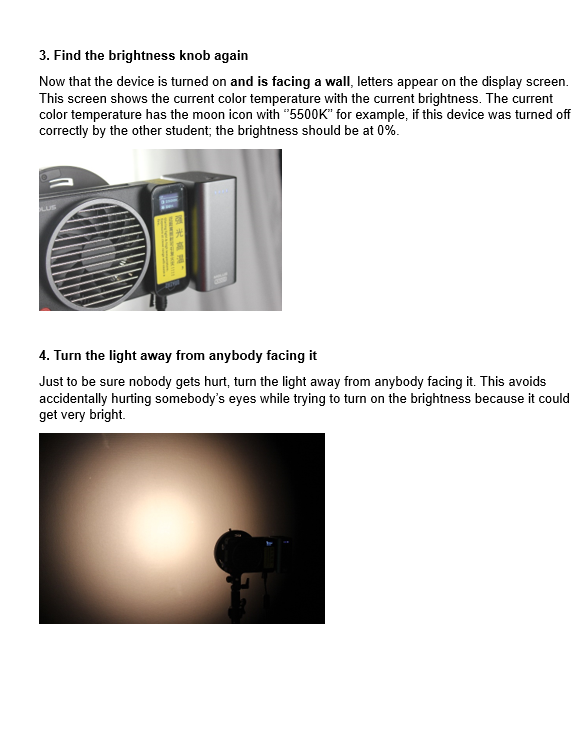 3. Find the brightness knob again
Now that the device is turned on and is facing a wall, letters appear on the display screen.
This screen shows the current color temperature with the current brightness. The current
color temperature has the moon icon with “5500K” for example, if this device was turned off
correctly by the other student; the brightness should be at 0%.
PLUS
强光高温
4. Turn the light away from anybody facing it
Just to be sure nobody gets hurt, turn the light away from anybody facing it. This avoids
accidentally hurting somebody’s eyes while trying to turn on the brightness because it could
get very bright.